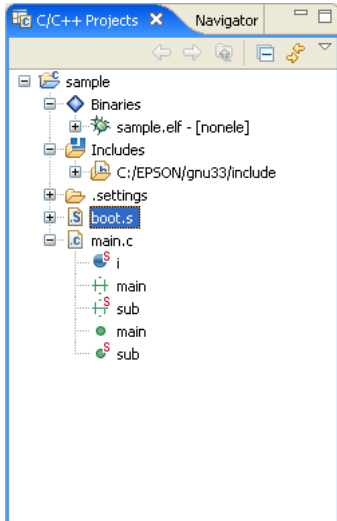 C/C++ Projects Navigator
sample
Binaries
sample.elf - [nonele]
Includes
C:/EPSON/gnu33/include
.settings
boot.s
main.c
i
main
sub
main
sub